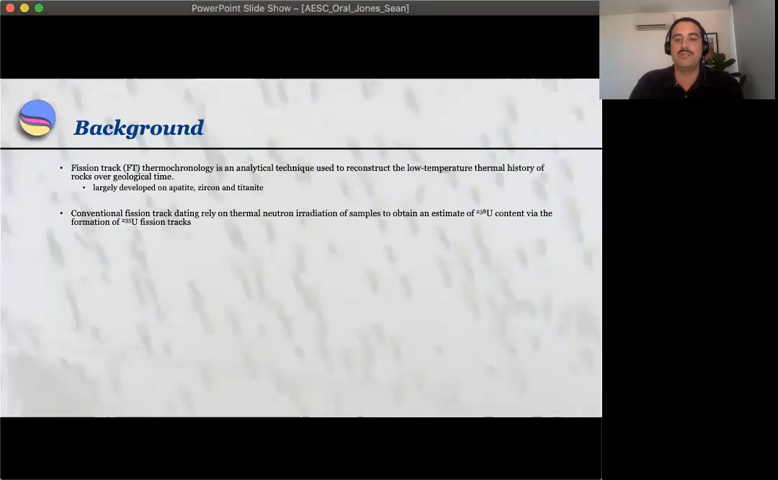 PowerPoint Slide Show – [AESC_Oral_Jones_Sean]
Background
• Fission track (FT) thermochronology is an analytical technique used to reconstruct the low-temperature thermal history of
rocks over geological time.
• largely developed on apatite, zircon and titanite
• Conventional fission track dating rely on thermal neutron irradiation of samples to obtain an estimate of ²³⁸U content via the
formation of ²³⁵U fission tracks